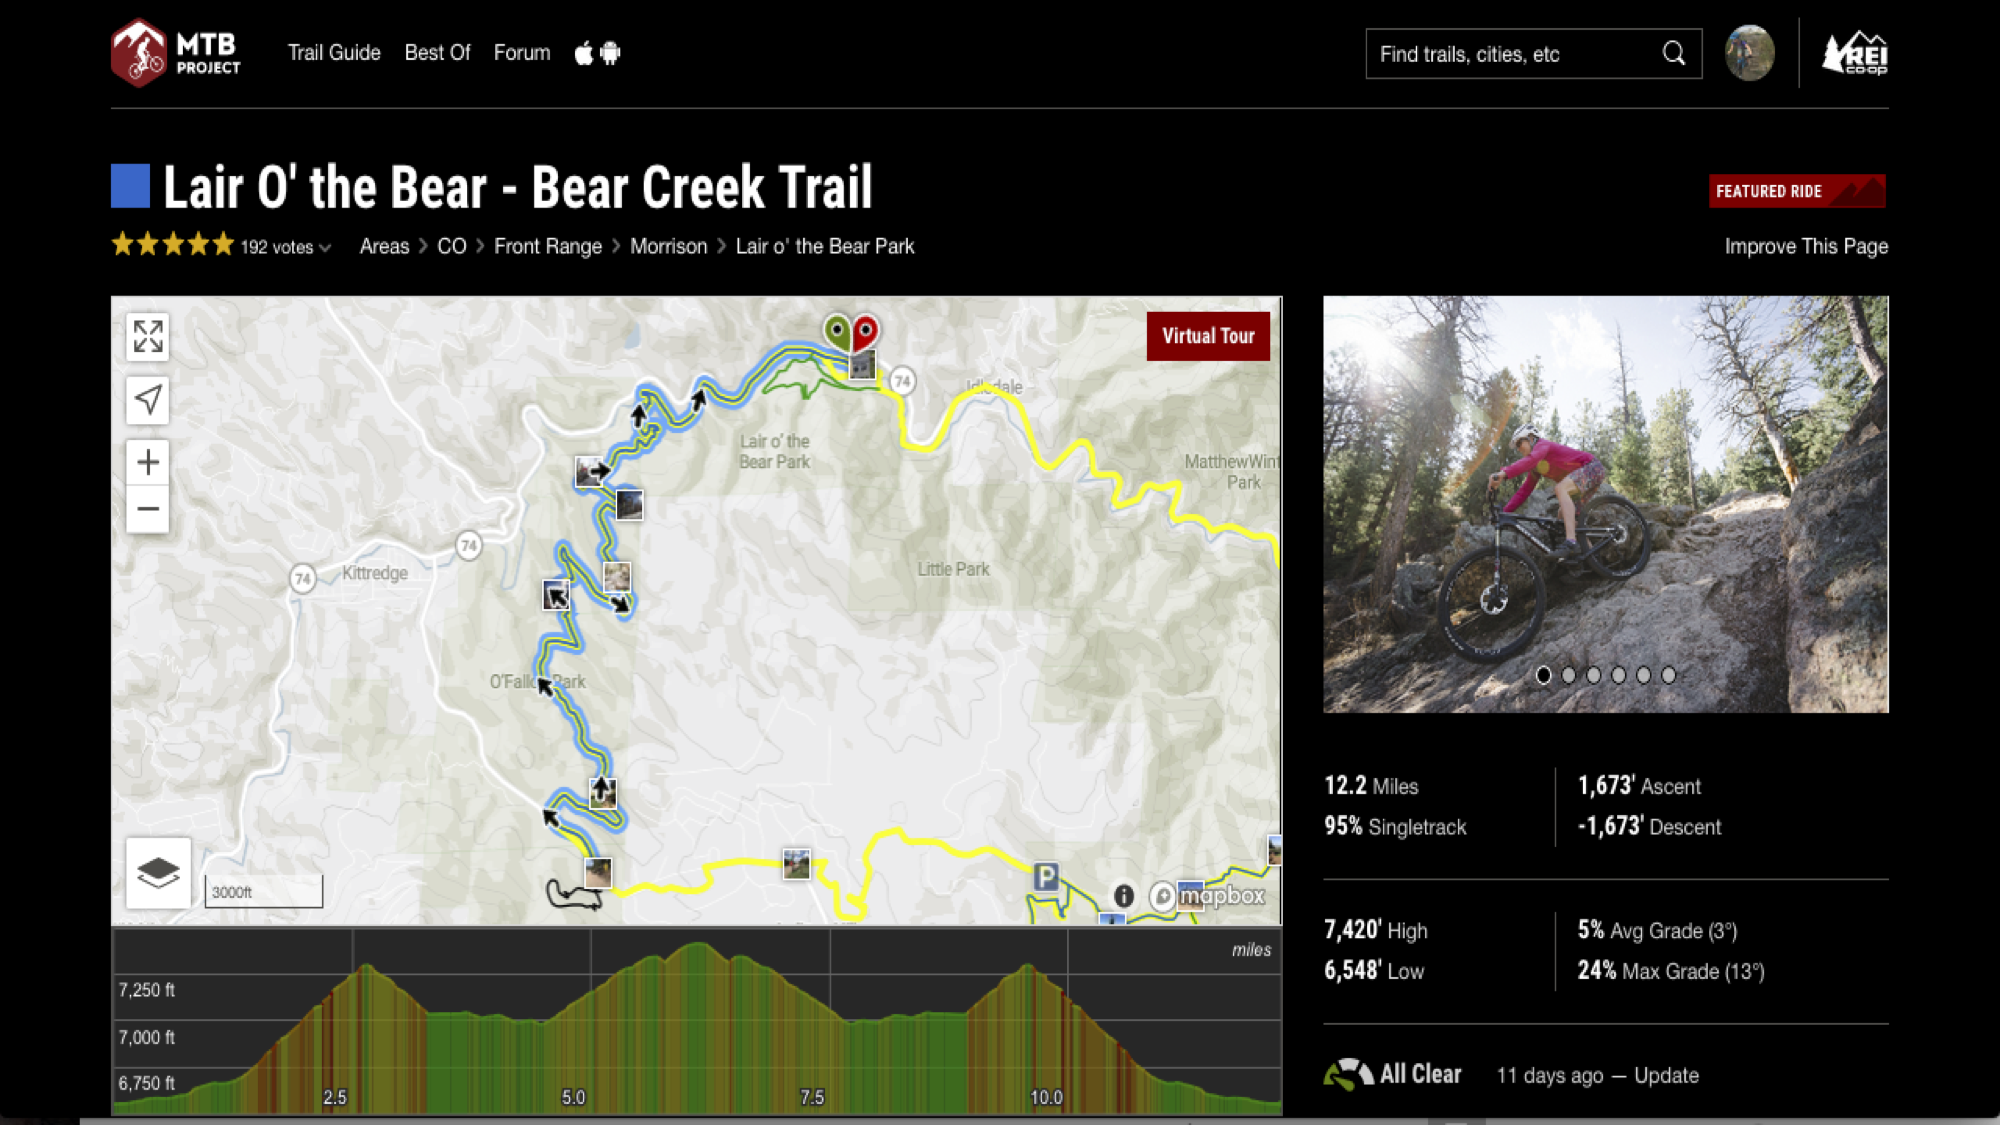 MTB
PROJECT
Trail Guide
Best Of
Forum
Find trails, cities, etc
REI
co-op
Lair O' the Bear - Bear Creek Trail
FEATURED RIDE
192 votes
Areas > CO > Front Range > Morrison > Lair o' the Bear Park
Improve This Page
Virtual Tour
74
Idledale
Lair o' the
Bear Park
MatthewWint
Park
74
Kittredge
74
Little Park
O'Fall Park
P
3000ft
mapbox
miles
7,250 ft
7,000 ft
6,750 ft
2.5
5.0
7.5
10.0
12.2 Miles
1,673' Ascent
95% Singletrack
-1,673' Descent
7,420' High
5% Avg Grade (3°)
6,548' Low
24% Max Grade (13°)
All Clear
11 days ago — Update